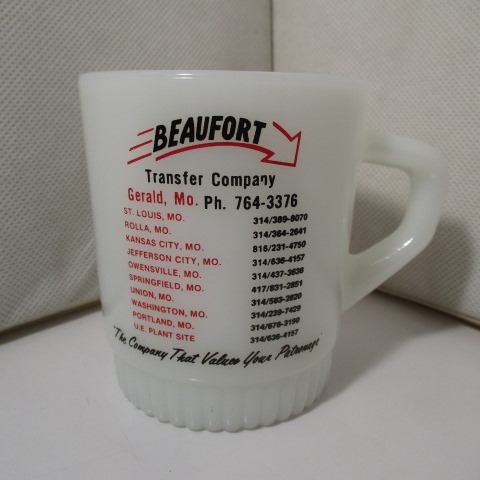 BEAUFORT
Transfer Company
Gerald, Mo. Ph. 764-3376
ST. LOUIS, MO. 314/389-8070
ROLLA, MO. 314/364-2641
KANSAS CITY, MO. 816/231-4750
JEFFERSON CITY, MO. 314/636-4157
OWENSVILLE, MO. 314/437-3636
SPRINGFIELD, MO. 417/831-2851
UNION, MO. 314/583-2820
WASHINGTON, MO. 314/239-7429
PORTLAND, MO. 314/676-3190
U.E. PLANT SITE 314/636-4157
"The Company That Values Your Patronage